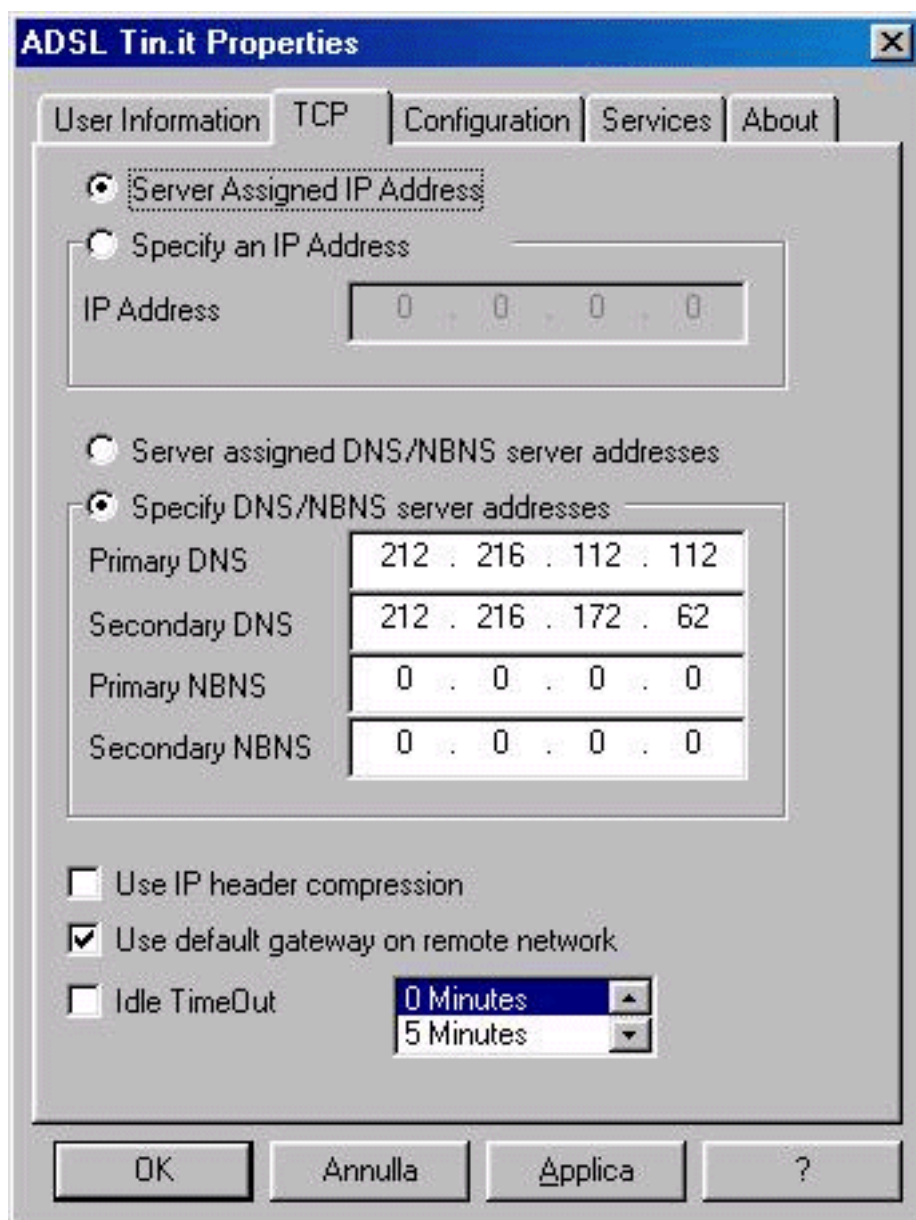 ADSL Tin.it Properties
User Information TCP Configuration Services About
Server Assigned IP Address
Specify an IP Address
IP Address 0 . 0 . 0 . 0
Server assigned DNS/NBNS server addresses
Specify DNS/NBNS server addresses
Primary DNS 212 . 216 . 112 . 112
Secondary DNS 212 . 216 . 172 . 62
Primary NBNS 0 . 0 . 0 . 0
Secondary NBNS 0 . 0 . 0 . 0
Use IP header compression
Use default gateway on remote network
Idle TimeOut 0 Minutes
5 Minutes
OK Annulla Applica ?